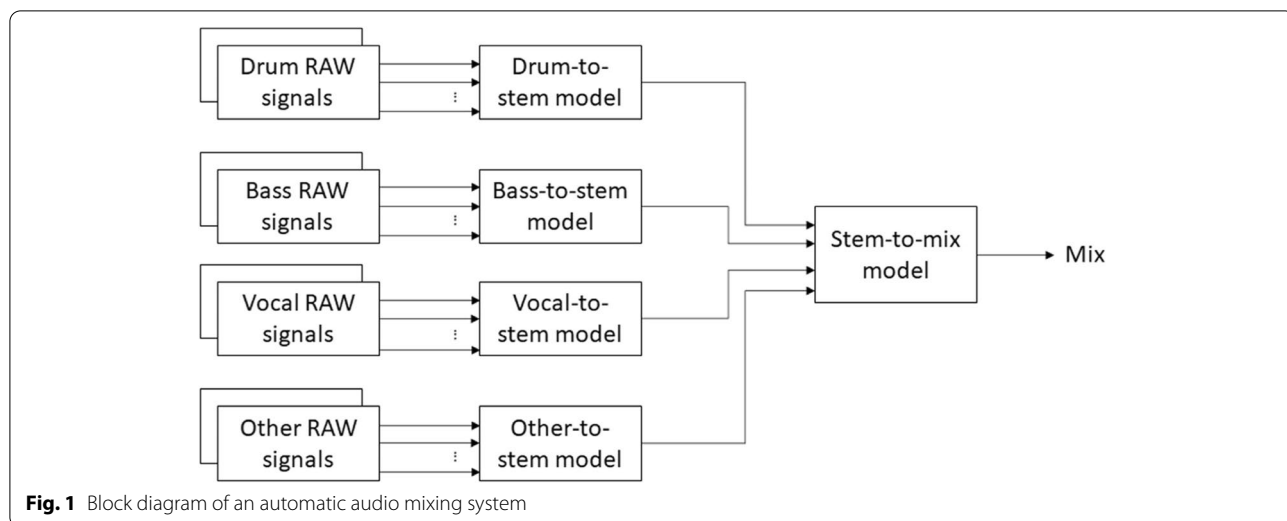 Drum RAW
signals
⋮
Drum-to-
stem model
Bass RAW
signals
⋮
Bass-to-stem
model
Vocal RAW
signals
⋮
Vocal-to-
stem model
Other RAW
signals
⋮
Other-to-
stem model
Stem-to-mix
model
Mix
Fig. 1 Block diagram of an automatic audio mixing system